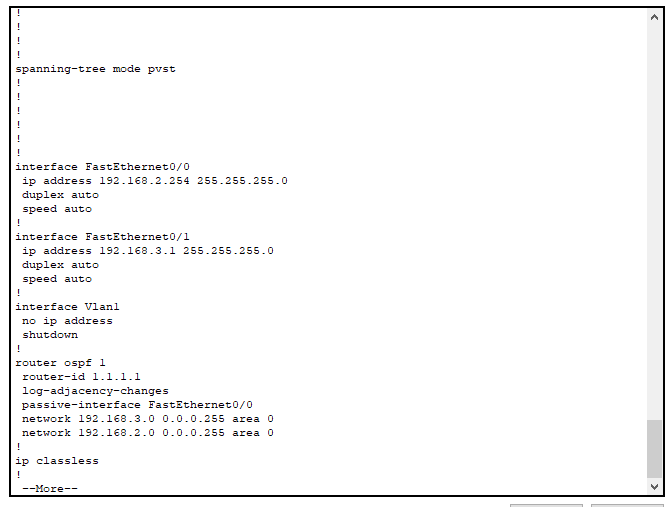 !
!
!
!
spanning-tree mode pvst
!
!
!
!
!
!
interface FastEthernet0/0
 ip address 192.168.2.254 255.255.255.0
 duplex auto
 speed auto
!
interface FastEthernet0/1
 ip address 192.168.3.1 255.255.255.0
 duplex auto
 speed auto
!
interface Vlan1
 no ip address
 shutdown
!
router ospf 1
 router-id 1.1.1.1
 log-adjacency-changes
 passive-interface FastEthernet0/0
 network 192.168.3.0 0.0.0.255 area 0
 network 192.168.2.0 0.0.0.255 area 0
!
ip classless
!
 --More--